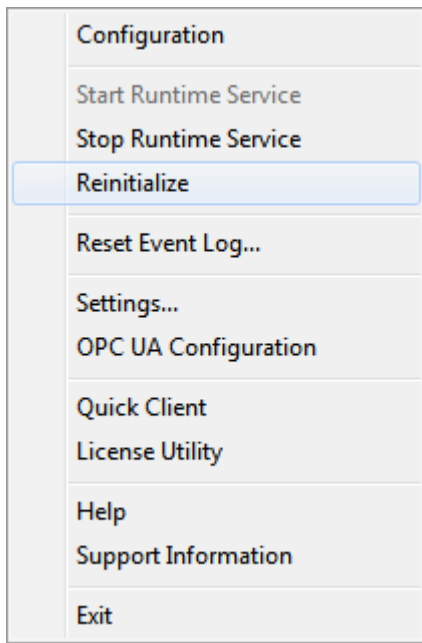 Configuration
Start Runtime Service
Stop Runtime Service
Reinitialize
Reset Event Log...
Settings...
OPC UA Configuration
Quick Client
License Utility
Help
Support Information
Exit